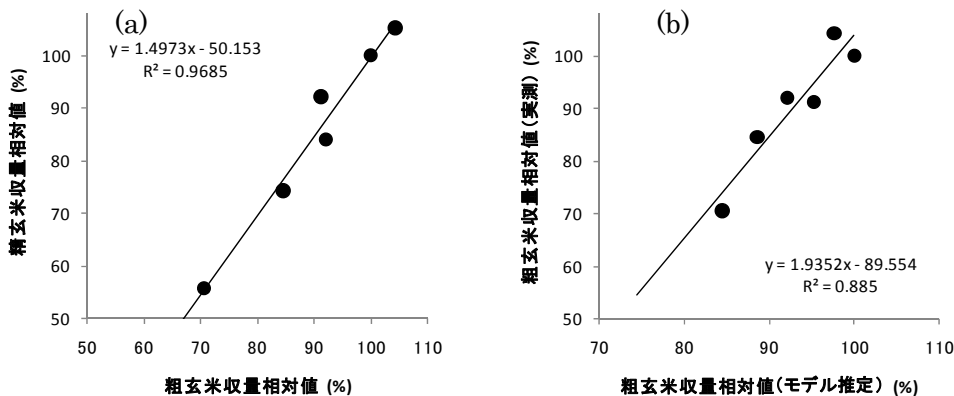 (a)
y = 1.4973x - 50.153
R² = 0.9685
精玄米収量相対値 (%)
100
90
80
70
60
50
50 60 70 80 90 100 110
粗玄米収量相対値 (%)
(b)
y = 1.9352x - 89.554
R² = 0.885
粗玄米収量相対値(実測) (%)
100
90
80
70
60
50
70 80 90 100 110
粗玄米収量相対値(モデル推定) (%)